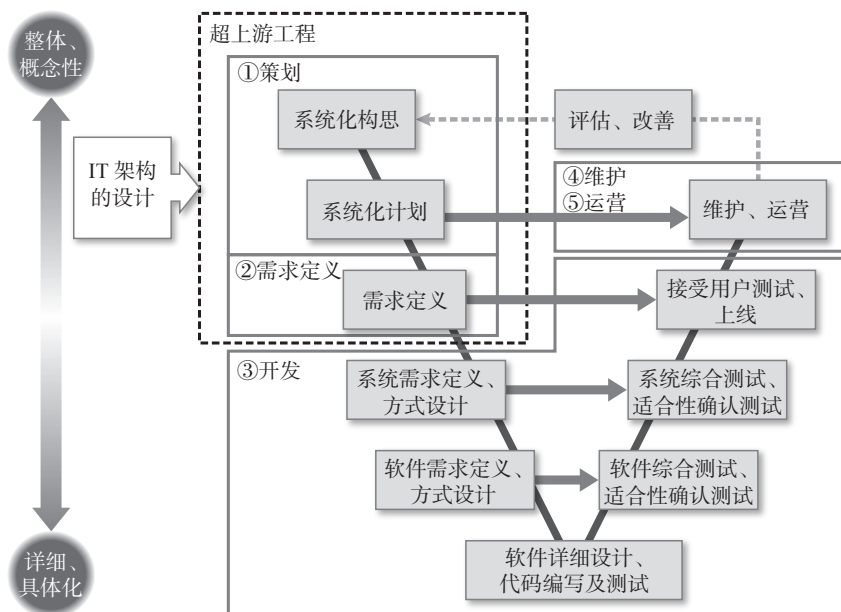 整体、
概念性
超上游工程
①策划
系统化构思
评估、改善
IT 架构
的设计
系统化计划
④维护
⑤运营
维护、运营
②需求定义
需求定义
接受用户测试、
上线
③开发
系统需求定义、
方式设计
系统综合测试、
适合性确认测试
软件需求定义、
方式设计
软件综合测试、
适合性确认测试
软件详细设计、
代码编写及测试
详细、
具体化